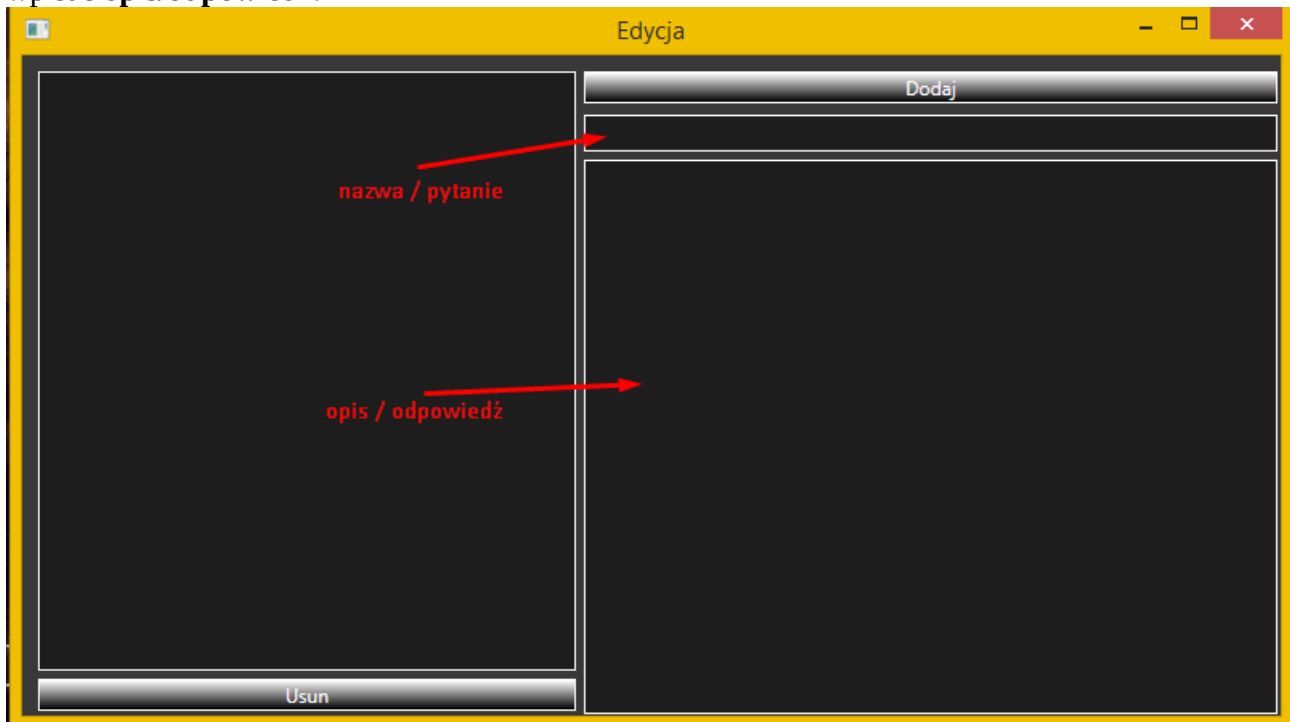 Edycja
Dodaj
nazwa / pytanie
opis / odpowiedź
Usun